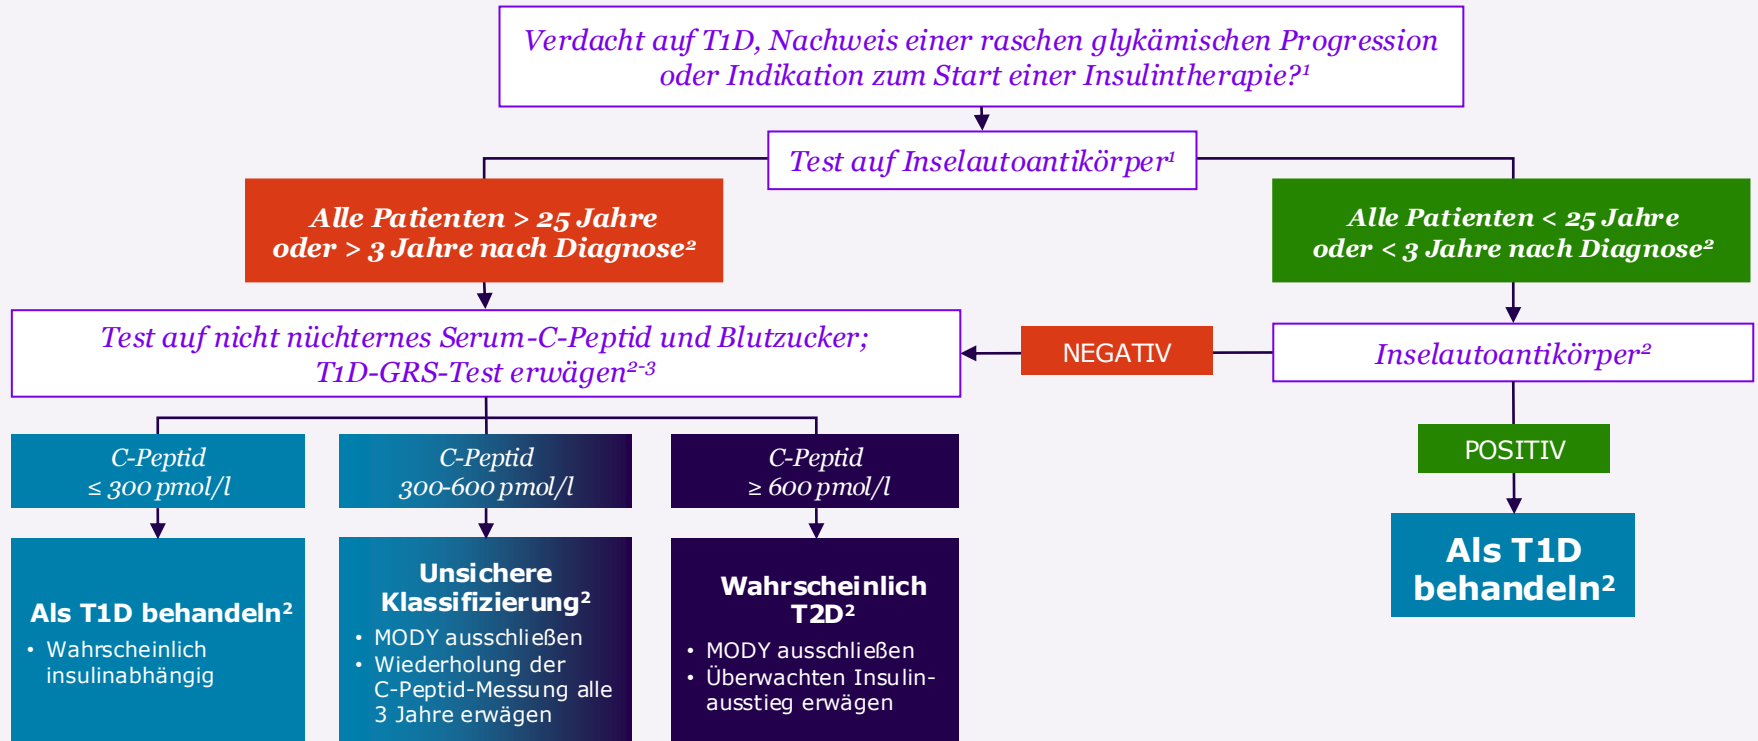 Verdacht auf T1D, Nachweis einer raschen glykämischen Progression
oder Indikation zum Start einer Insulintherapie?¹
Test auf Inselautoantikörper¹
Alle Patienten > 25 Jahre
oder > 3 Jahre nach Diagnose²
Alle Patienten < 25 Jahre
oder < 3 Jahre nach Diagnose²
Test auf nicht nüchternes Serum-C-Peptid und Blutzucker;
T1D-GRS-Test erwägen²⁻³
NEGATIV
Inselautoantikörper²
C-Peptid
≤ 300 pmol/l
C-Peptid
300-600 pmol/l
C-Peptid
≥ 600 pmol/l
POSITIV
Als T1D behandeln²
• Wahrscheinlich
insulinabhängig
Unsichere
Klassifizierung²
• MODY ausschließen
• Wiederholung der
C-Peptid-Messung alle
3 Jahre erwägen
Wahrscheinlich
T2D²
• MODY ausschließen
• Überwachten Insulin-
ausstieg erwägen
Als T1D
behandeln²